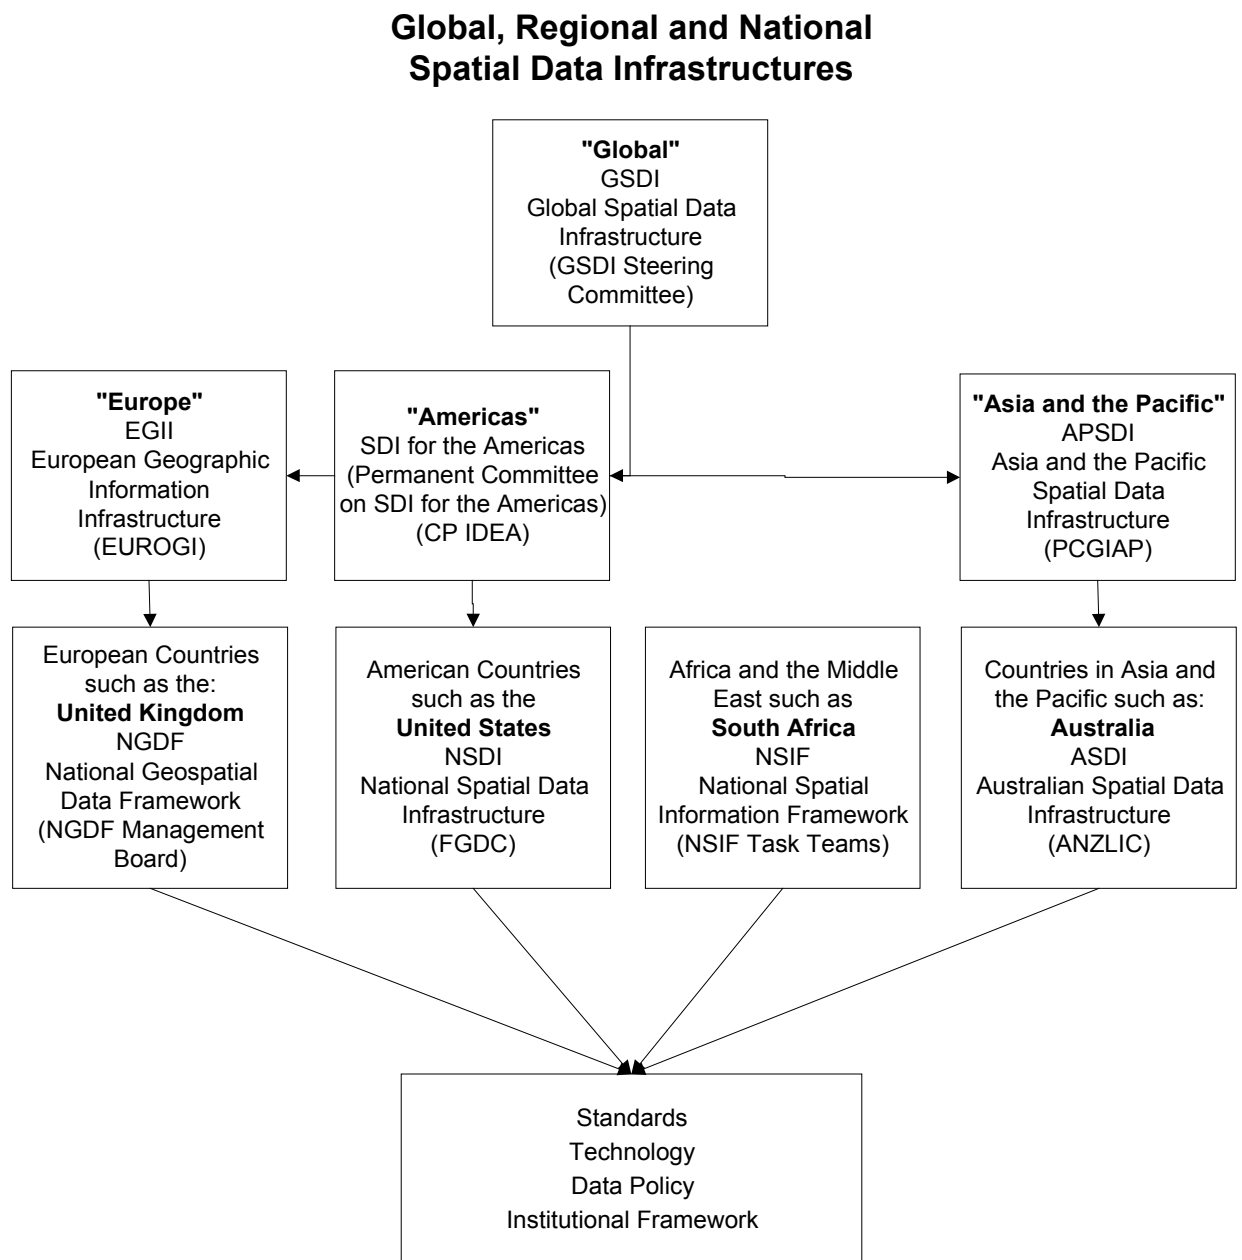 Global, Regional and National
Spatial Data Infrastructures
"Global"
GSDI
Global Spatial Data
Infrastructure
(GSDI Steering
Committee)
"Europe"
EGII
European Geographic
Information
Infrastructure
(EUROGI)
"Americas"
SDI for the Americas
(Permanent Committee
on SDI for the Americas)
(CP IDEA)
"Asia and the Pacific"
APSDI
Asia and the Pacific
Spatial Data
Infrastructure
(PCGIAP)
European Countries
such as the:
United Kingdom
NGDF
National Geospatial
Data Framework
(NGDF Management
Board)
American Countries
such as the
United States
NSDI
National Spatial Data
Infrastructure
(FGDC)
Africa and the Middle
East such as
South Africa
NSIF
National Spatial
Information Framework
(NSIF Task Teams)
Countries in Asia and
the Pacific such as:
Australia
ASDI
Australian Spatial Data
Infrastructure
(ANZLIC)
Standards
Technology
Data Policy
Institutional Framework